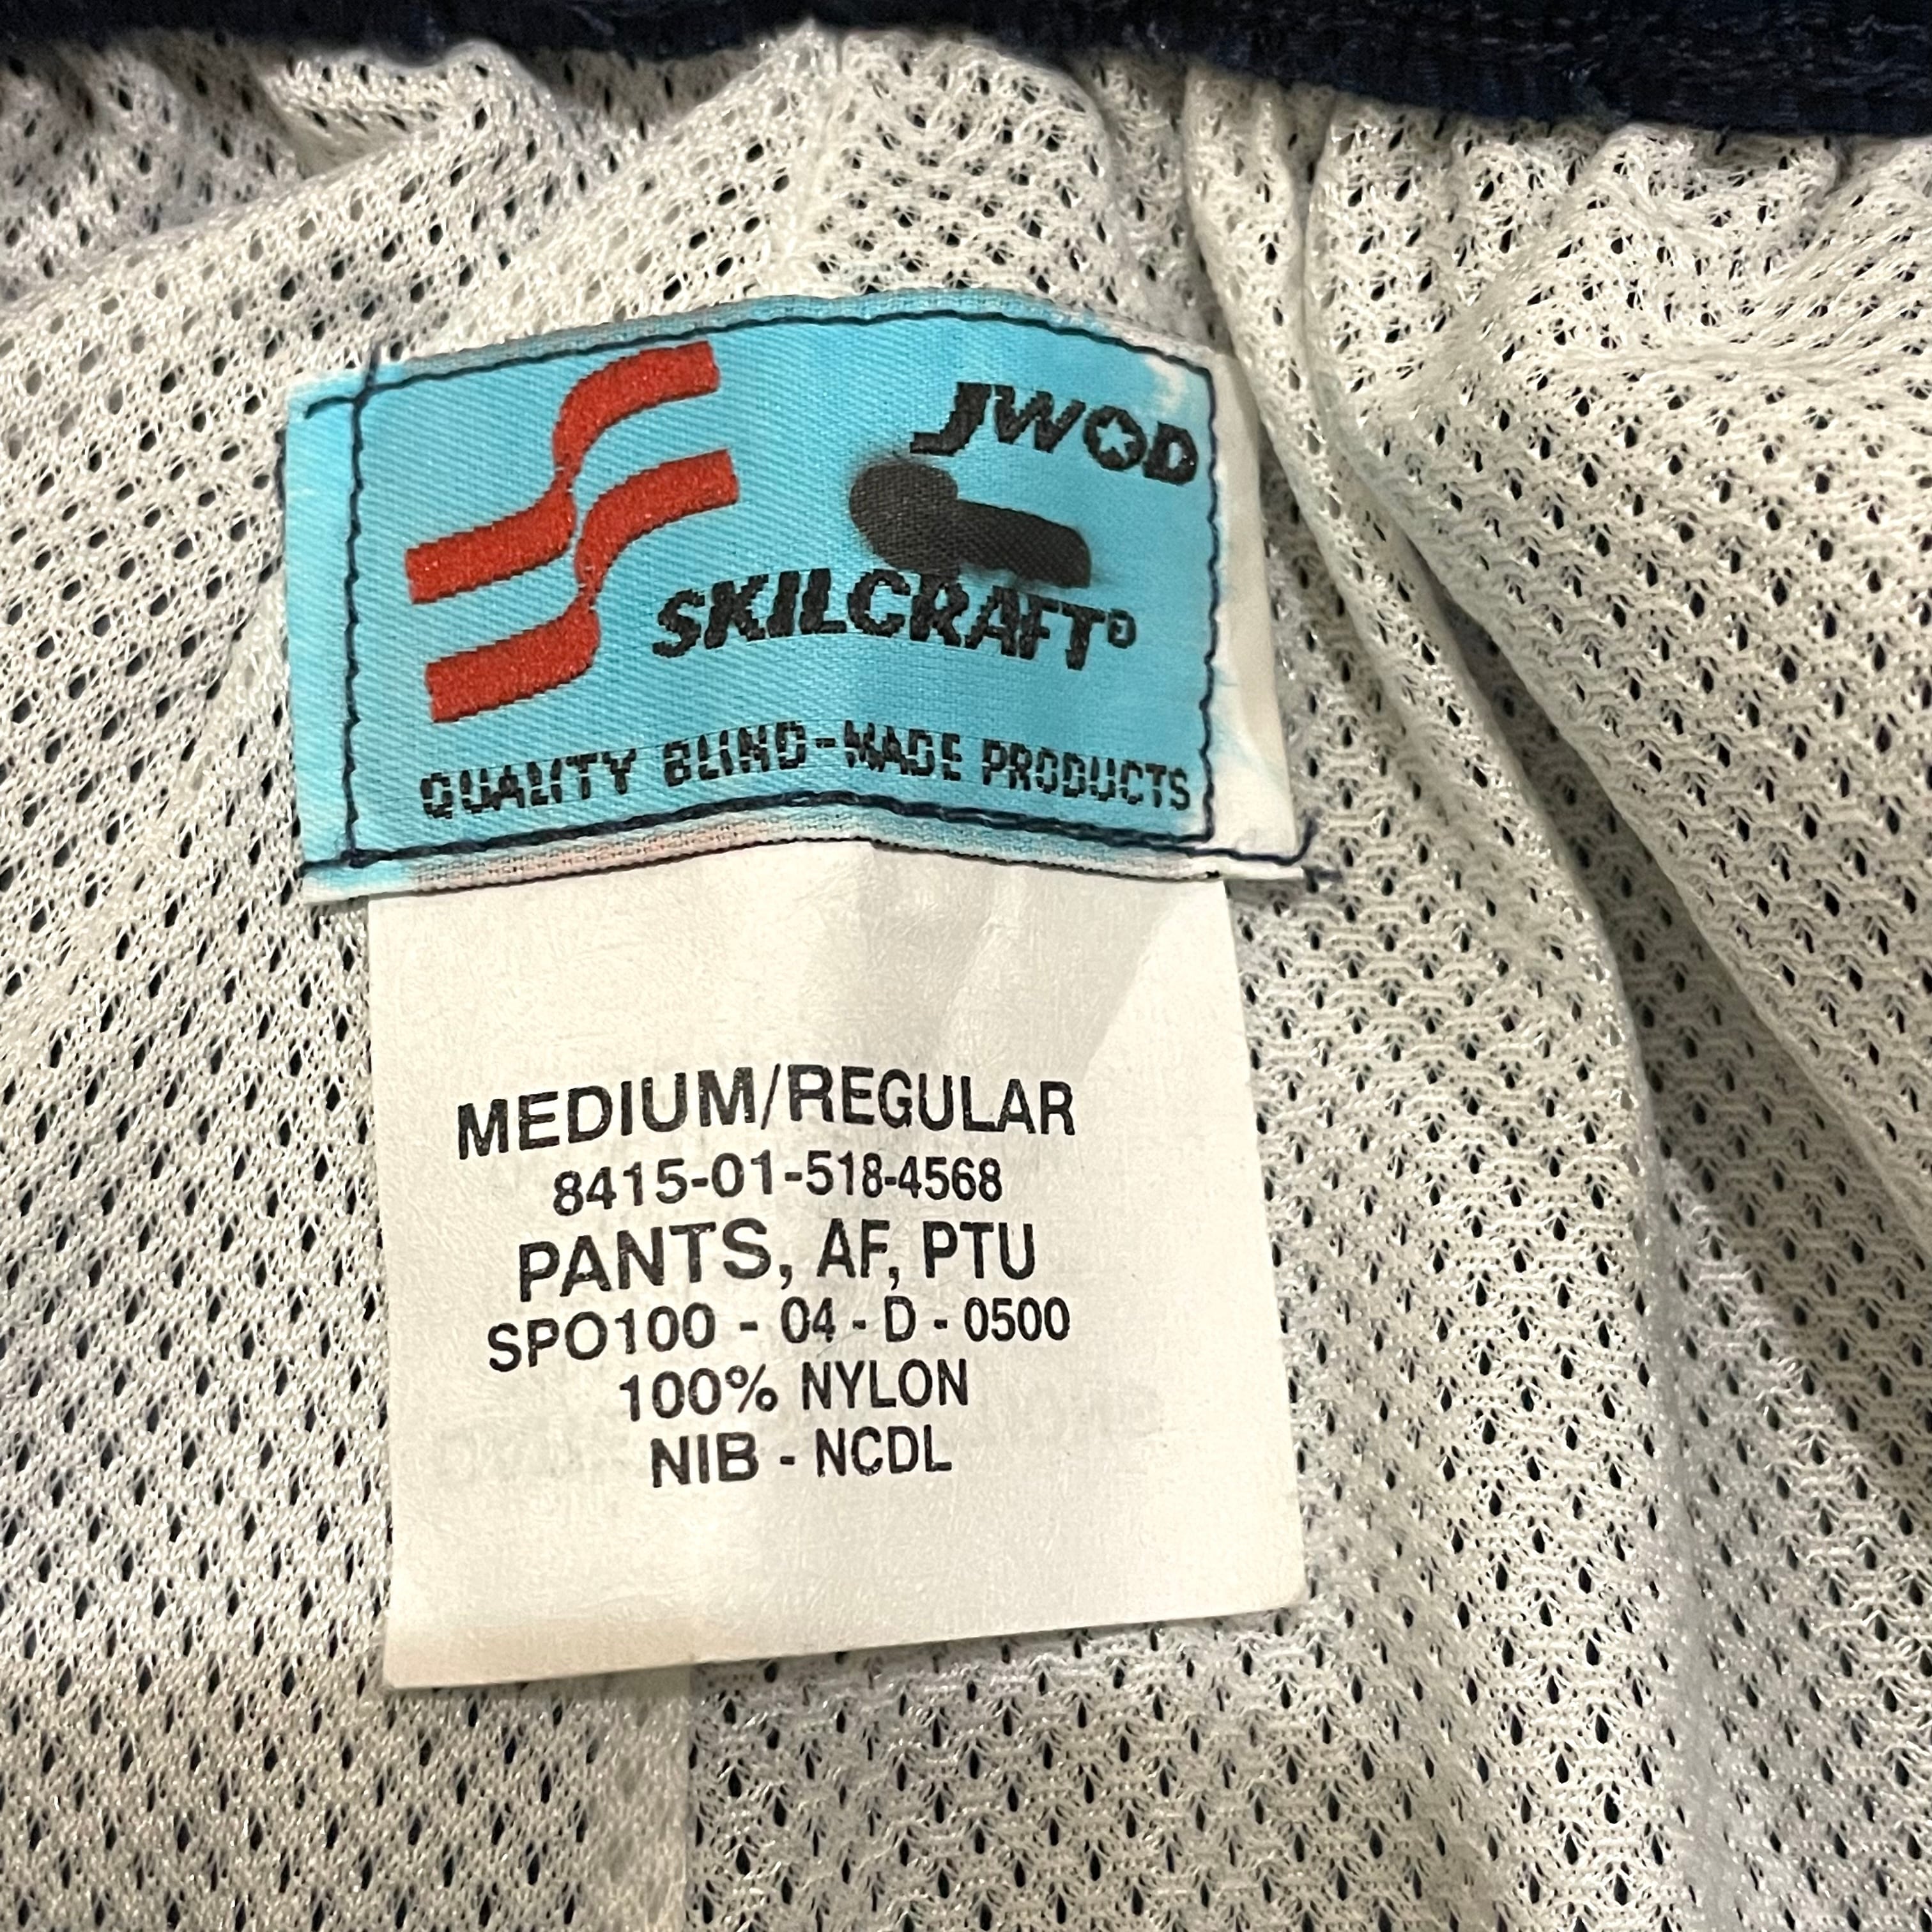 JWOD
SKILCRAFT®
QUALITY BLIND-MADE PRODUCTS
MEDIUM/REGULAR
8415-01-518-4568
PANTS, AF, PTU
SPO100 - 04 - D - 0500
100% NYLON
NIB - NCDL